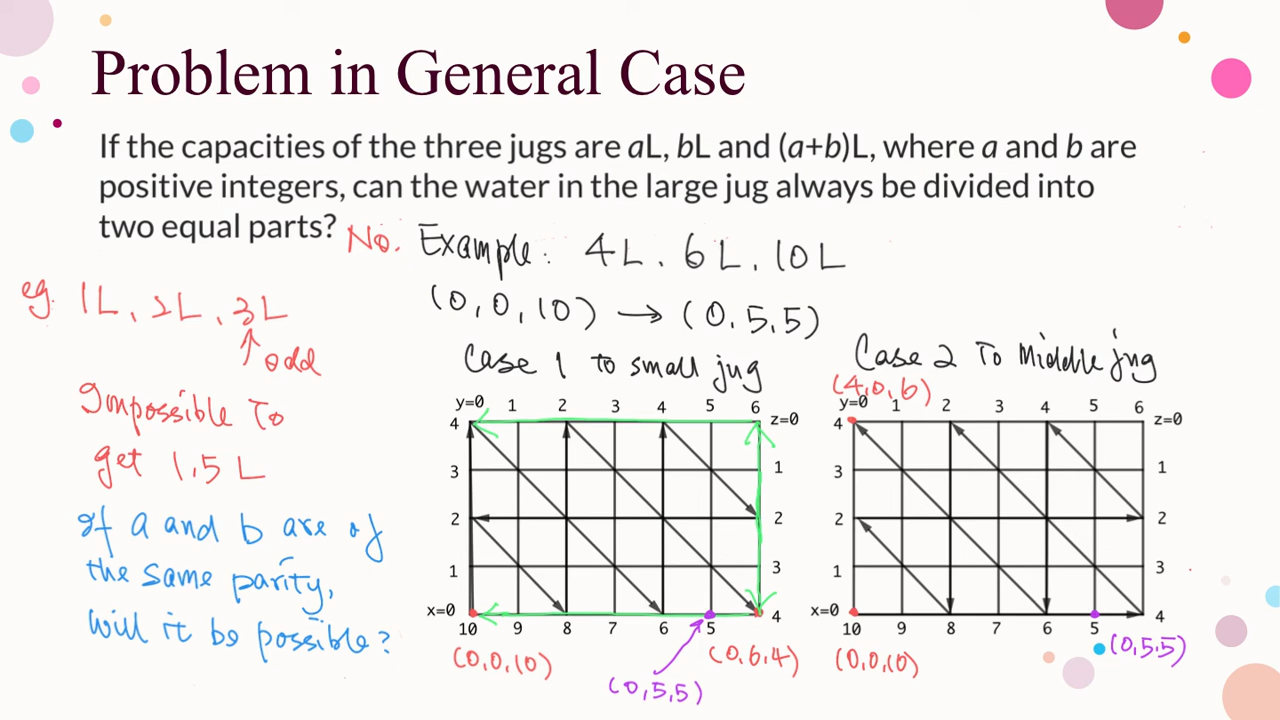 Problem in General Case
If the capacities of the three jugs are aL, bL and (a+b)L, where a and b are
positive integers, can the water in the large jug always be divided into
two equal parts? No.
Example: 4L, 6L, 10L
(0,0,10) → (0,5,5)
eg. 1L, 2L, 3L
↑ odd
Impossible to
get 1.5 L
If a and b are of
the same parity,
will it be possible?
Case 1 To small jug
y=0 1 2 3 4 5 6
4 z=0
3 1
2 2
1 3
x=0 4
10 9 8 7 6 5
(0,0,10) (0,6,4)
(0,5,5)
Case 2 To Middle jug
(4,0,6)
y=0 1 2 3 4 5 6
4 z=0
3 1
2 2
1 3
x=0 4
10 9 8 7 6 5
(0,0,10) (0,5,5)